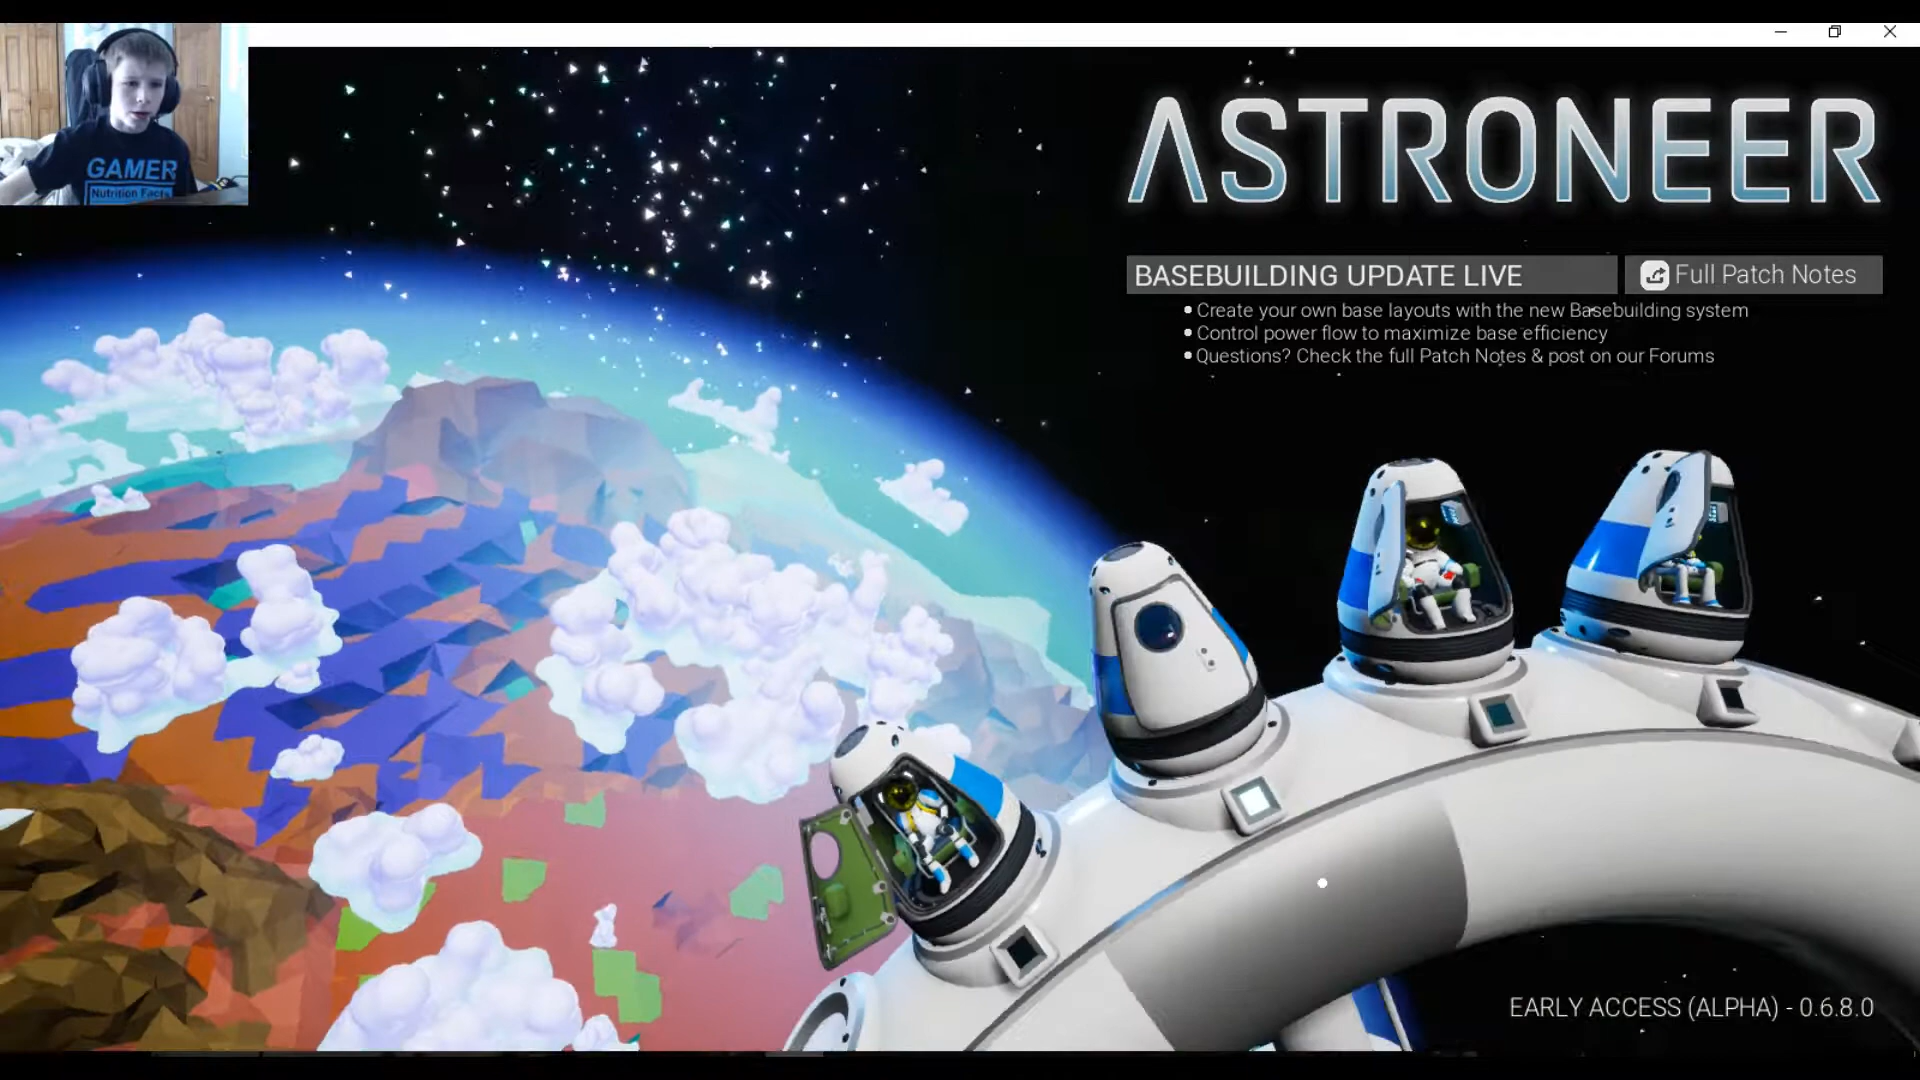 ASTRONEER
BASEBUILDING UPDATE LIVE
Full Patch Notes
Create your own base layouts with the new Basebuilding system
Control power flow to maximize base efficiency
Questions? Check the full Patch Notes & post on our Forums
GAMER
Nutrition Facts
EARLY ACCESS (ALPHA) - 0.6.8.0